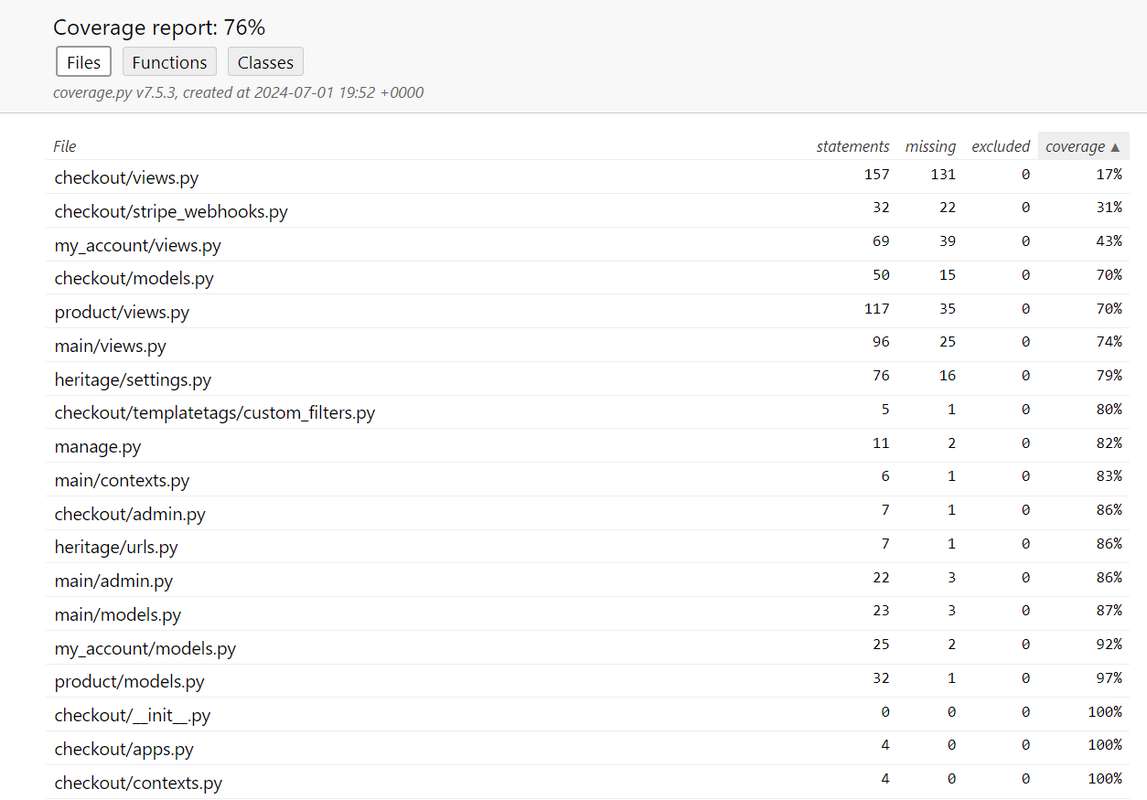 Coverage report: 76%
Files Functions Classes
coverage.py v7.5.3, created at 2024-07-01 19:52 +0000
File statements missing excluded coverage ▲
checkout/views.py 157 131 0 17%
checkout/stripe_webhooks.py 32 22 0 31%
my_account/views.py 69 39 0 43%
checkout/models.py 50 15 0 70%
product/views.py 117 35 0 70%
main/views.py 96 25 0 74%
heritage/settings.py 76 16 0 79%
checkout/templatetags/custom_filters.py 5 1 0 80%
manage.py 11 2 0 82%
main/contexts.py 6 1 0 83%
checkout/admin.py 7 1 0 86%
heritage/urls.py 7 1 0 86%
main/admin.py 22 3 0 86%
main/models.py 23 3 0 87%
my_account/models.py 25 2 0 92%
product/models.py 32 1 0 97%
checkout/__init__.py 0 0 0 100%
checkout/apps.py 4 0 0 100%
checkout/contexts.py 4 0 0 100%